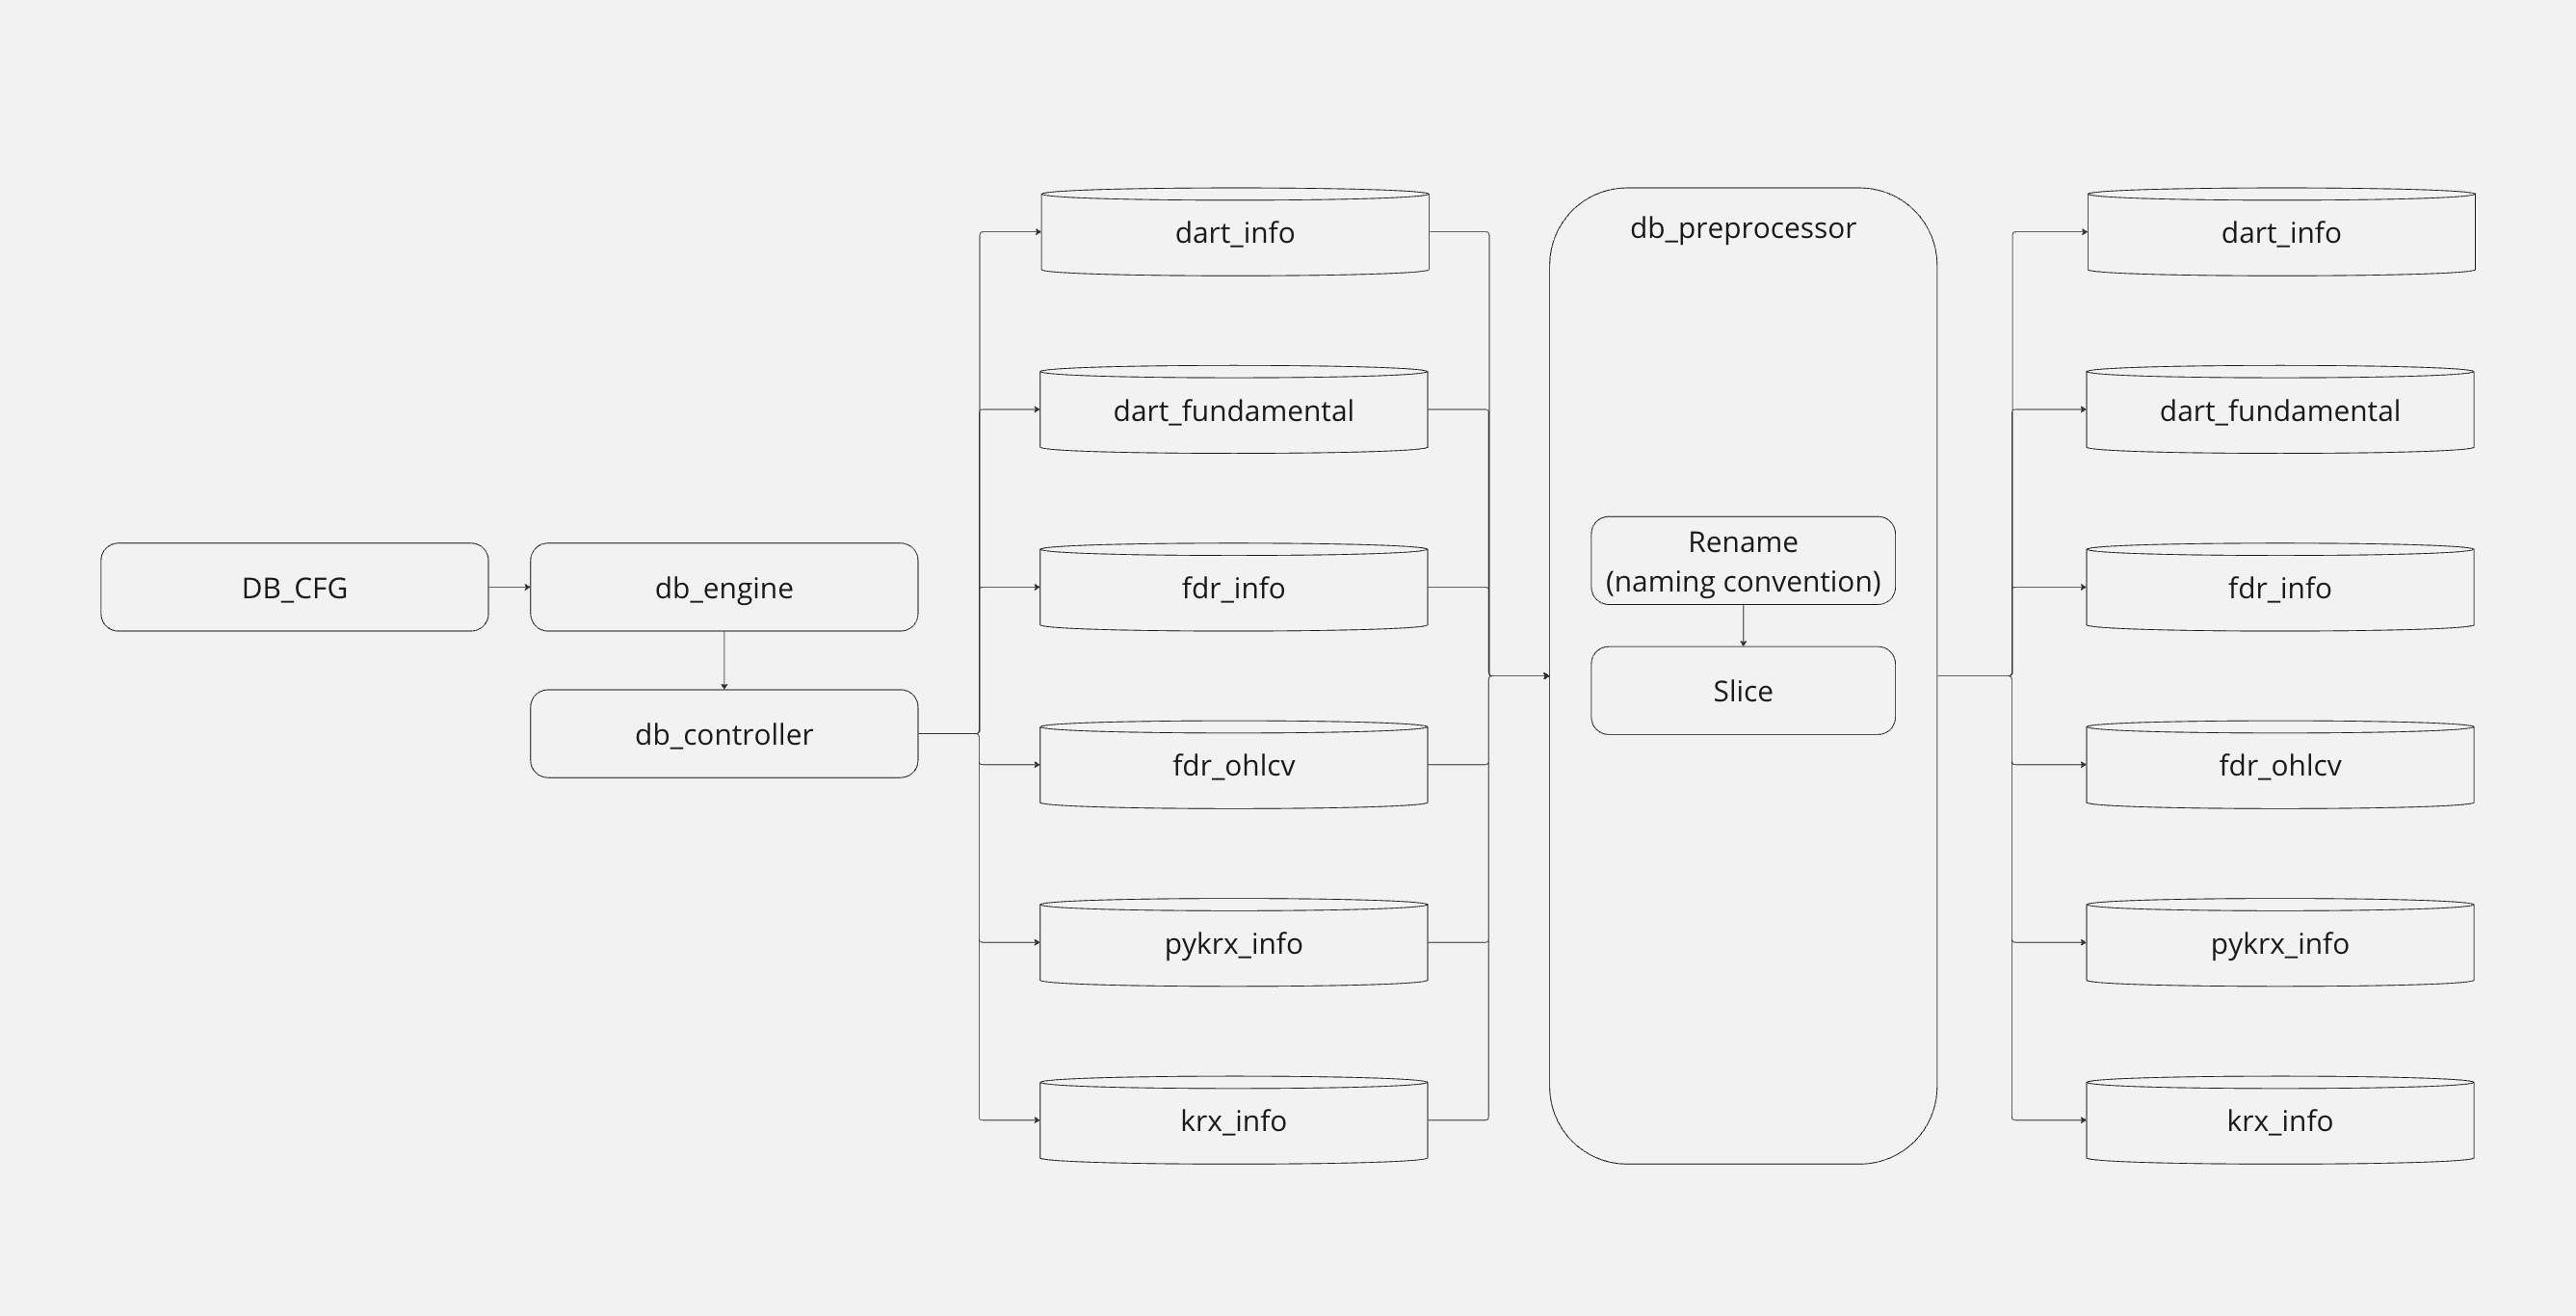 DB_CFG
db_engine
db_controller
dart_info
dart_fundamental
fdr_info
fdr_ohlcv
pykrx_info
krx_info
db_preprocessor
Rename
(naming convention)
Slice
dart_info
dart_fundamental
fdr_info
fdr_ohlcv
pykrx_info
krx_info